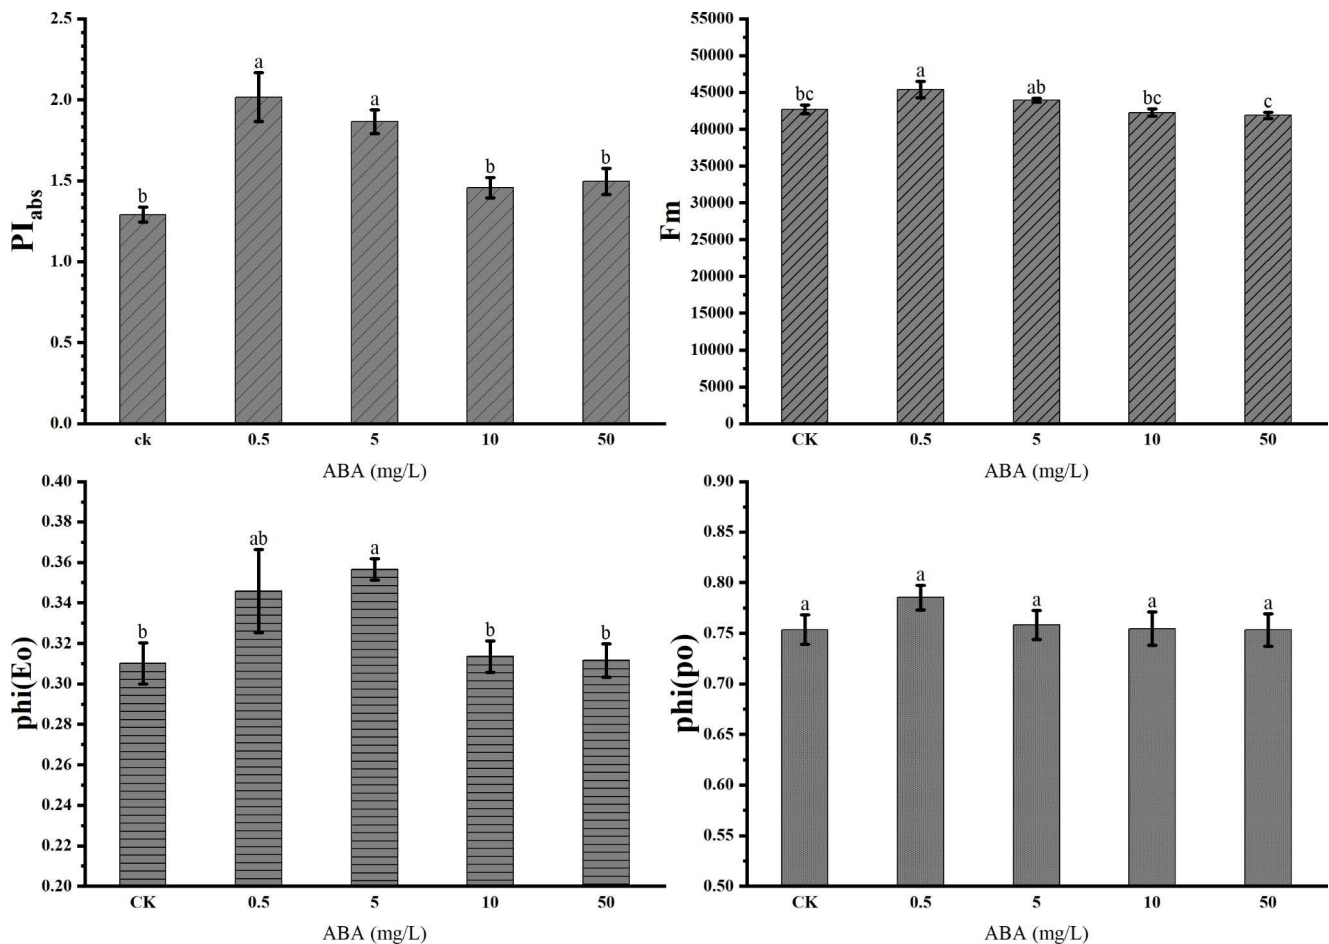 2.5
2.0
1.5
1.0
0.5
0.0
PIabs
b
a
a
b
b
ck 0.5 5 10 50
ABA (mg/L)
55000
50000
45000
40000
35000
30000
25000
20000
15000
10000
5000
0
Fm
bc
a
ab
bc
c
CK 0.5 5 10 50
ABA (mg/L)
0.40
0.38
0.36
0.34
0.32
0.30
0.28
0.26
0.24
0.22
0.20
phi(Eo)
b
ab
a
b
b
CK 0.5 5 10 50
ABA (mg/L)
0.90
0.85
0.80
0.75
0.70
0.65
0.60
0.55
0.50
phi(po)
a
a
a
a
a
CK 0.5 5 10 50
ABA (mg/L)